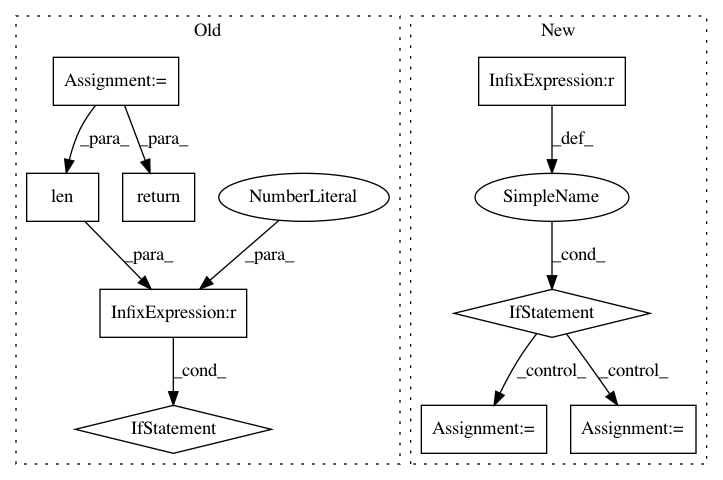 Old
New
Assignment:=
InfixExpression:r
_para_
_para_
_def_
len
return
NumberLiteral
SimpleName
_para_
_para_
_cond_
InfixExpression:r
IfStatement
_cond_
_control_
_control_
IfStatement
Assignment:=
Assignment:=